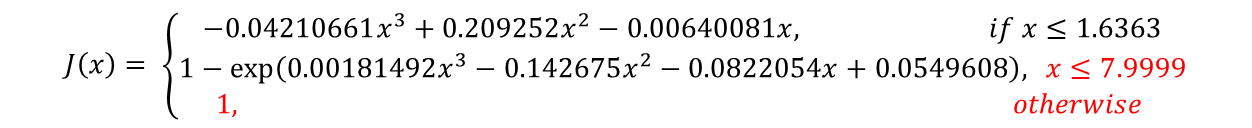 −0.04210661x³ + 0.209252x² − 0.00640081x, if x ≤ 1.6363
J(x) = { 1 − exp(0.00181492x³ − 0.142675x² − 0.0822054x + 0.0549608), x ≤ 7.9999
1, otherwise